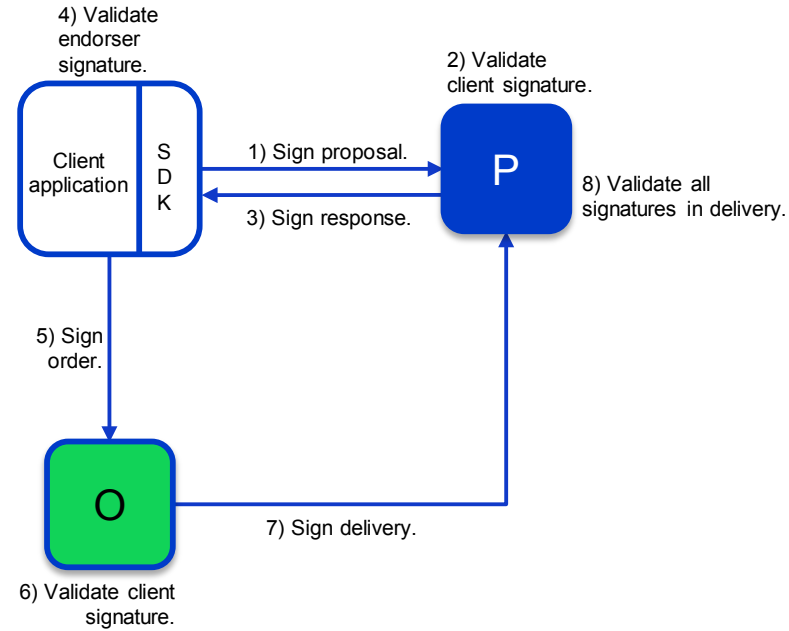 4) Validate
endorser
signature.
2) Validate
client signature.
Client
application
S
D
K
1) Sign proposal.
P
3) Sign response.
8) Validate all
signatures in delivery.
5) Sign
order.
O
7) Sign delivery.
6) Validate client
signature.